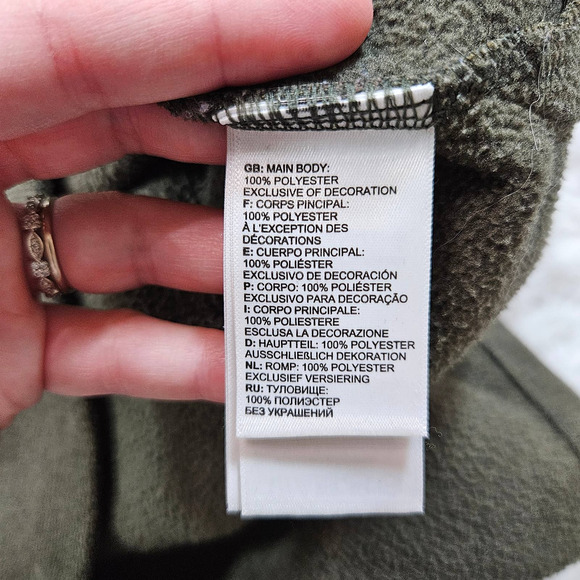 GB: MAIN BODY:
100% POLYESTER
EXCLUSIVE OF DECORATION
F: CORPS PINCIPAL:
100% POLYESTER
À L'EXCEPTION DES
DÉCORATIONS
E: CUERPO PRINCIPAL:
100% POLIÉSTER
EXCLUSIVO DE DECORACIÓN
P: CORPO: 100% POLIÉSTER
EXCLUSIVO PARA DECORAÇÃO
I: CORPO PRINCIPALE:
100% POLIESTERE
ESCLUSA LA DECORAZIONE
D: HAUPTTEIL: 100% POLYESTER
AUSSCHLIEßLICH DEKORATION
NL: ROMP: 100% POLYESTER
EXCLUSIEF VERSIERING
RU: ТУЛОВИЩЕ:
100% ПОЛИЭСТЕР
БЕЗ УКРАШЕНИЙ